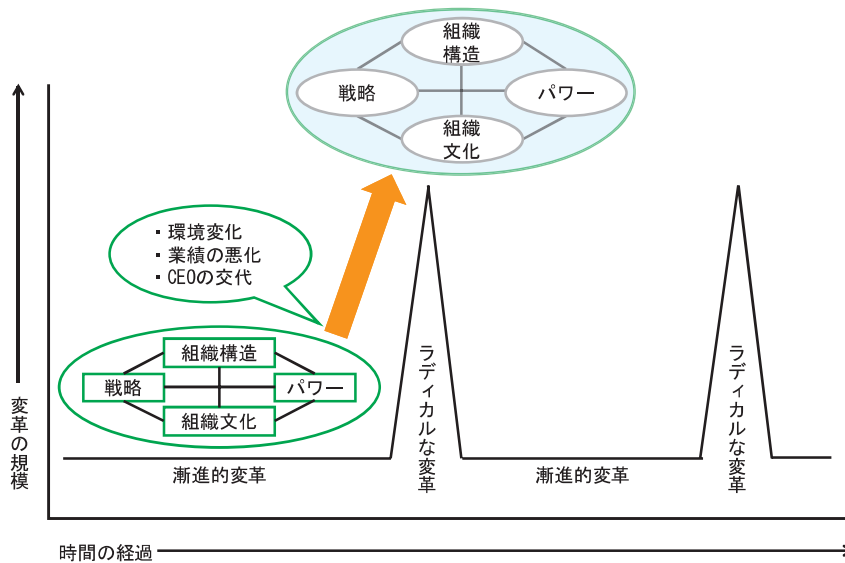 組織
構造
戦略
パワー
組織
文化
・環境変化
・業績の悪化
・CEOの交代
組織構造
戦略
パワー
組織文化
変革の規模
漸進的変革
ラディカルな変革
漸進的変革
ラディカルな変革
時間の経過